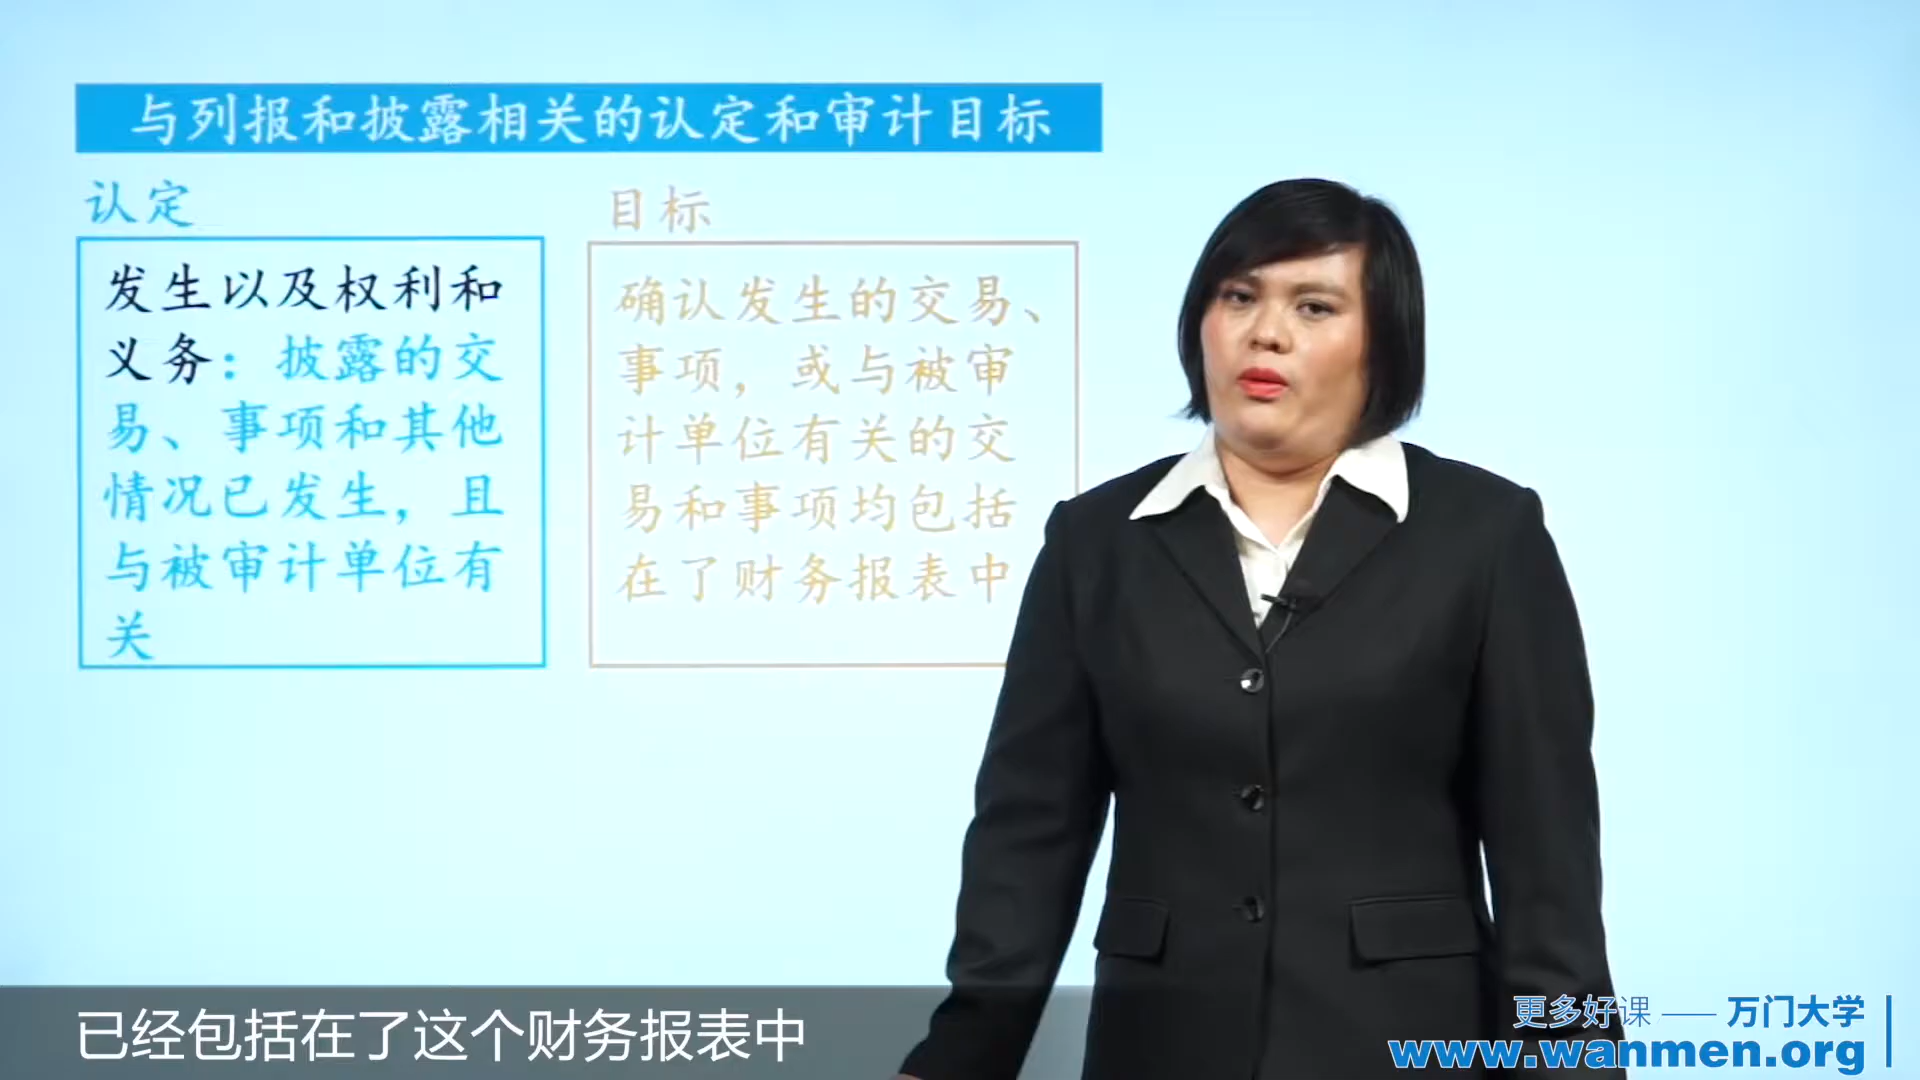 与列报和披露相关的认定和审计目标
认定
发生以及权利和
义务：披露的交
易、事项和其他
情况已发生，且
与被审计单位有
关
目标
确认发生的交易、
事项，或与被审
计单位有关的交
易和事项均包括
在了财务报表中
已经包括在了这个财务报表中
更多好课 —— 万门大学
www.wanmen.org